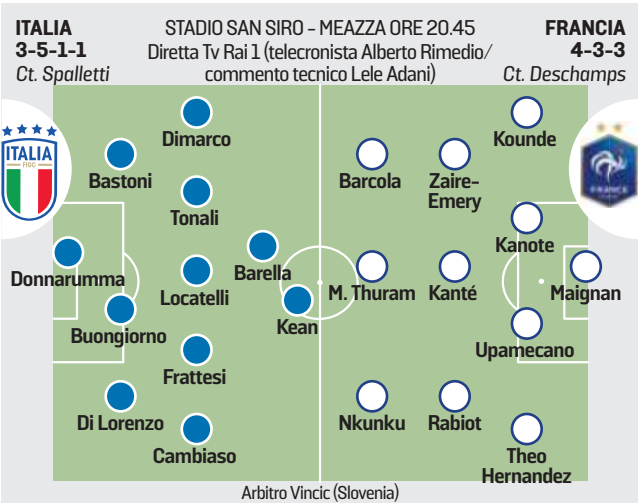 ITALIA
3-5-1-1
Ct. Spalletti
STADIO SAN SIRO – MEAZZA ORE 20.45
Diretta Tv Rai 1 (telecronista Alberto Rimedio/
commento tecnico Lele Adani)
FRANCIA
4-3-3
Ct. Deschamps
ITALIA
FIGC
FRANCE
Dimarco
Bastoni
Tonali
Donnarumma
Locatelli
Barella
Kean
Buongiorno
Frattesi
Di Lorenzo
Cambiaso
Kounde
Barcola
Zaire-
Emery
Kanote
M. Thuram
Kanté
Maignan
Upamecano
Nkunku
Rabiot
Theo
Hernandez
Arbitro Vincic (Slovenia)